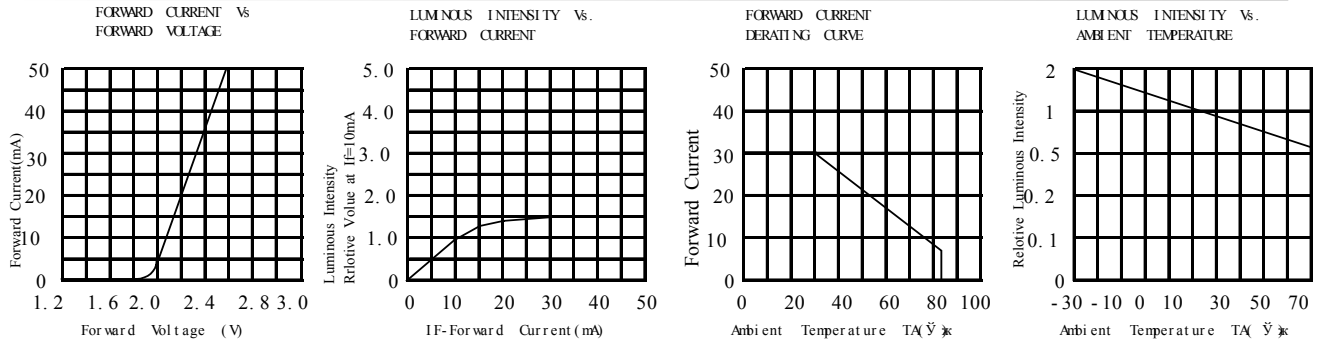 FORWARD CURRENT Vs
FORWARD VOLTAGE
50
40
30
20
10
0
Forward Current(mA)
1.2 1.6 2.0 2.4 2.8 3.0
Forward Voltage (V)
LUMINOUS INTENSITY Vs.
FORWARD CURRENT
5.0
4.0
3.0
2.0
1.0
0
Luminous Intensity
Rrlotive Volue at If=10mA
0 10 20 30 40 50
IF-Forward Current(mA)
FORWARD CURRENT
DERATING CURVE
50
40
30
20
10
0
Forward Current
0 20 40 60 80 100
Ambient Temperature TA( Ўж
LUMINOUS INTENSITY Vs.
AMBIENT TEMPERATURE
2
1
0.5
0.2
0.1
0
Relotive Luminous Intensity
-30 -10 0 10 30 50 70
Ambient Temperature TA( Ўж